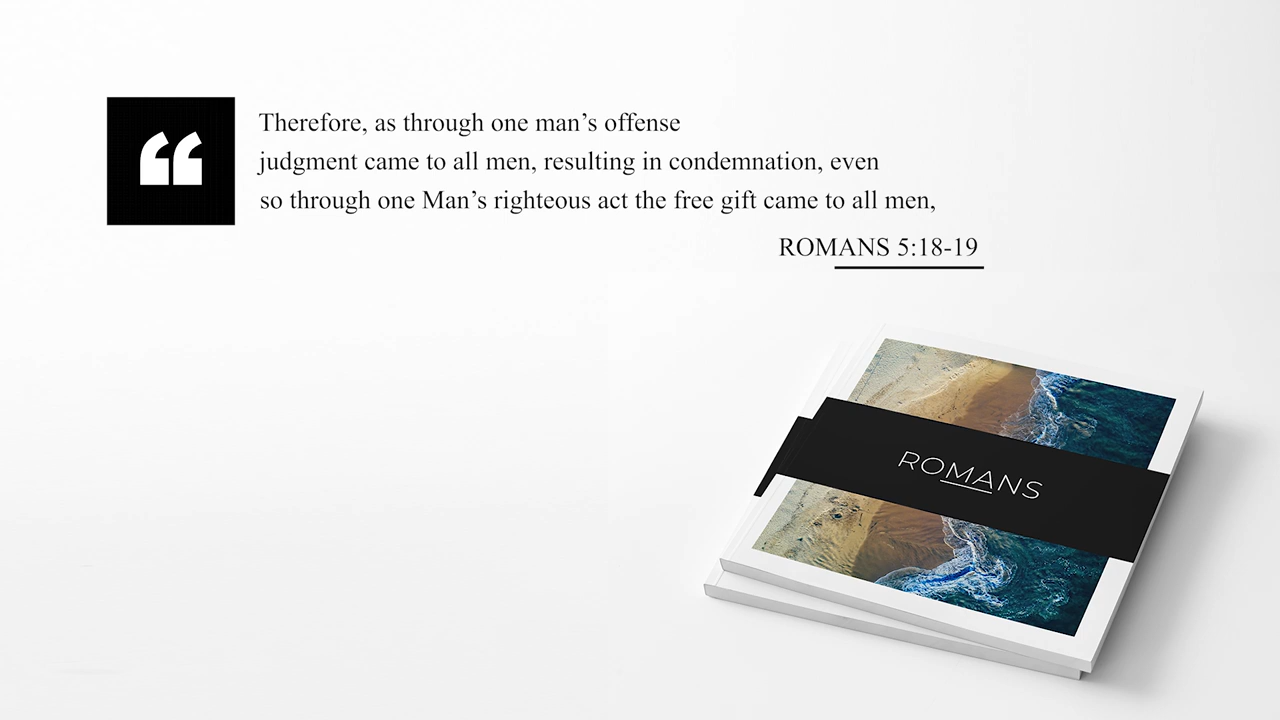 “
Therefore, as through one man’s offense
judgment came to all men, resulting in condemnation, even
so through one Man’s righteous act the free gift came to all men,
ROMANS 5:18-19
ROMANS